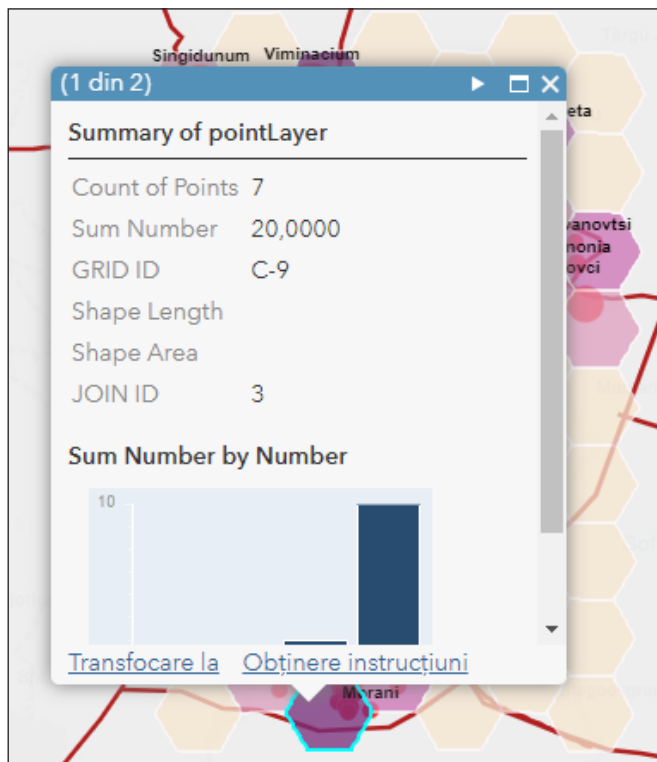 Singidunum Viminacium
(1 din 2)
eta
Summary of pointLayer
Count of Points 7
Sum Number 20,0000
vanovtsi
monia
ovci
GRID ID C-9
Shape Length
Shape Area
JOIN ID 3
Sum Number by Number
10
Transfocare la Obținere instrucțiuni
Morani